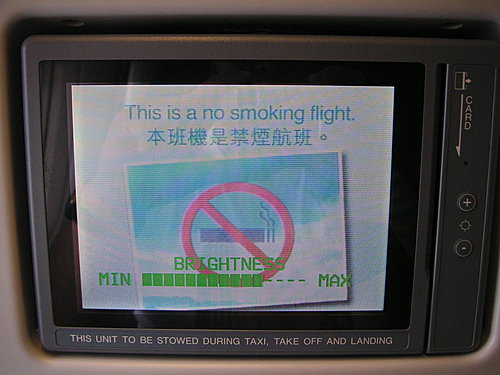 This is a no smoking flight.
本班機是禁煙航班。
BRIGHTNESS
MIN MAX
CARD
+
-
THIS UNIT TO BE STOWED DURING TAXI, TAKE OFF AND LANDING